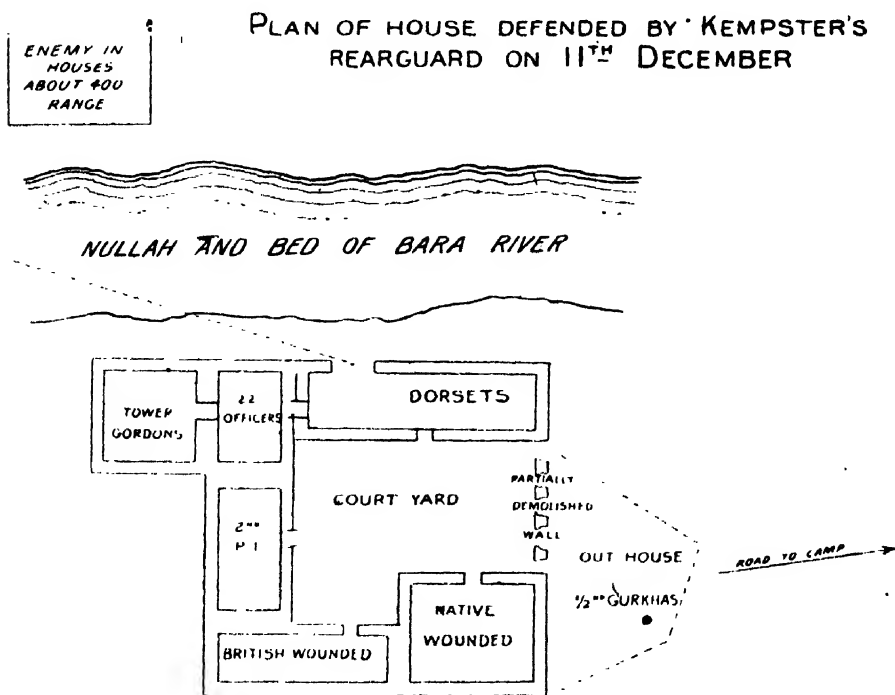 PLAN OF HOUSE DEFENDED BY KEMPSTER'S
REARGUARD ON 11TH DECEMBER
ENEMY IN
HOUSES
ABOUT 400
RANGE
NULLAH AND BED OF BARA RIVER
TOWER
GORDONS
22
OFFICERS
DORSETS
2ND
P.I.
COURT YARD
PARTIALLY
DEMOLISHED
WALL
OUT HOUSE
½ND GURKHAS
ROAD TO CAMP
NATIVE
WOUNDED
BRITISH WOUNDED